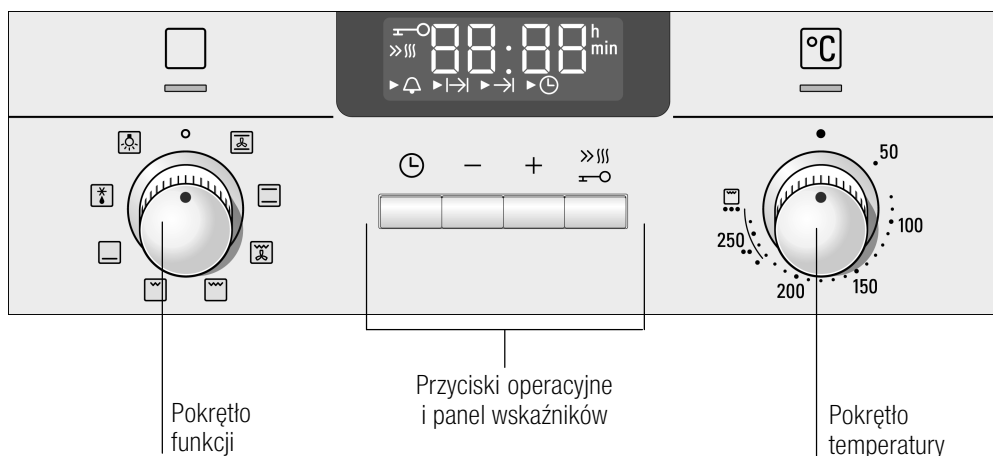 88:88 h
min
°C
50
100
150
200
250
Przyciski operacyjne
i panel wskaźników
Pokrętło
funkcji
Pokrętło
temperatury